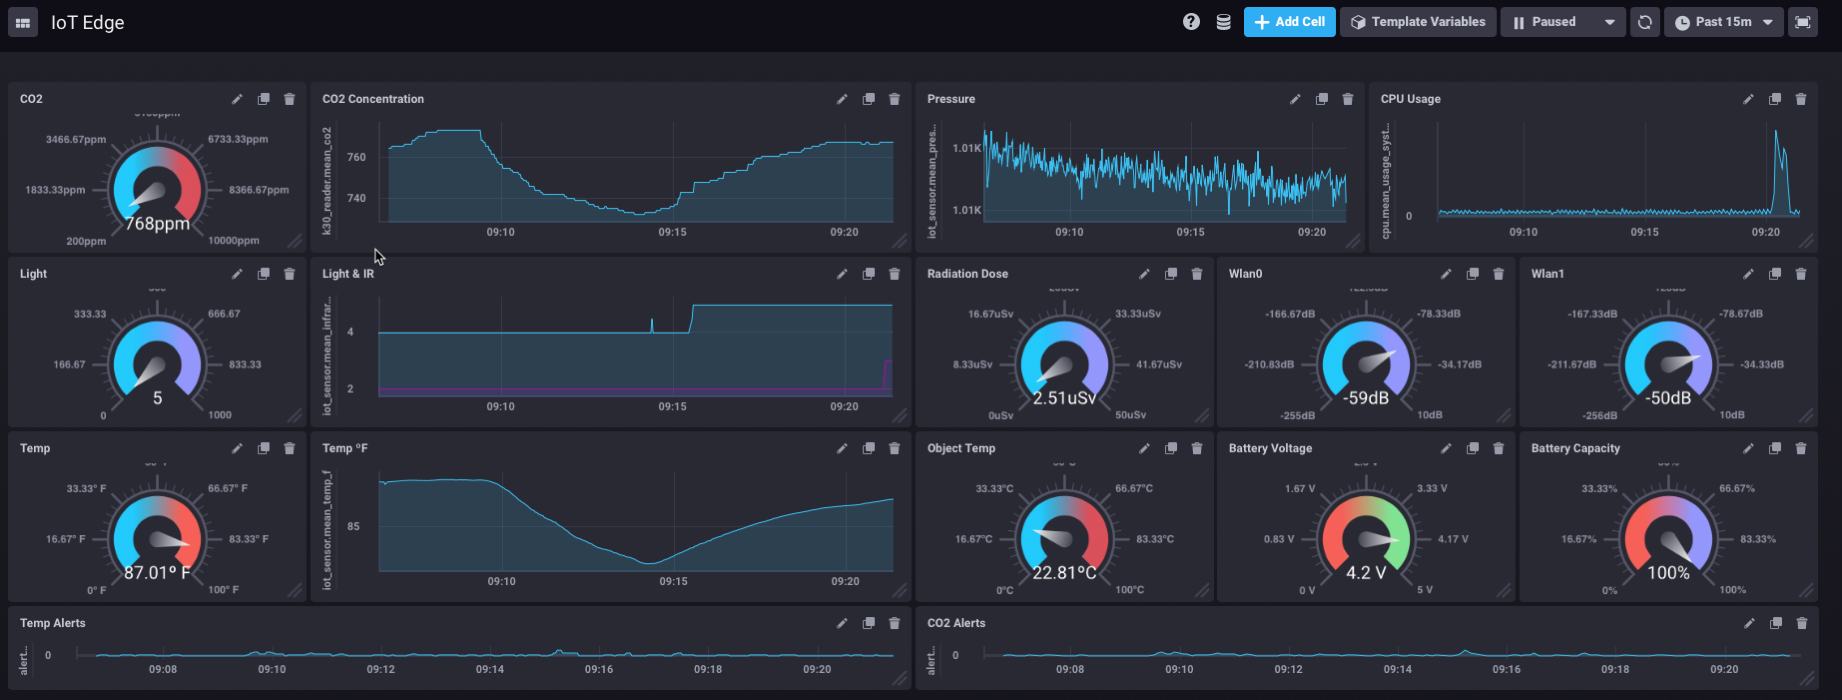 IoT Edge
Add Cell
Template Variables
Paused
Past 15m
CO2
3466.67ppm
6733.33ppm
1833.33ppm
8366.67ppm
768ppm
200ppm
10000ppm
CO2 Concentration
k30_reader.mean_co2
760
740
09:10
09:15
09:20
Pressure
iot_sensor.mean_pres...
1.01K
1.01K
09:10
09:15
09:20
CPU Usage
cpu.mean_usage_syst...
0
09:10
09:15
09:20
Light
333.33
666.67
166.67
833.33
5
0
1000
Light & IR
iot_sensor.mean_infrar...
4
2
09:10
09:15
09:20
Radiation Dose
16.67uSv
33.33uSv
8.33uSv
41.67uSv
2.51uSv
0uSv
50uSv
Wlan0
-166.67dB
-78.33dB
-210.83dB
-34.17dB
-59dB
-255dB
10dB
Wlan1
-167.33dB
-78.67dB
-211.67dB
-34.33dB
-50dB
-256dB
10dB
Temp
33.33° F
66.67° F
16.67° F
83.33° F
87.01° F
0° F
100° F
Temp °F
iot_sensor.mean_temp_f
85
09:10
09:15
09:20
Object Temp
33.33°C
66.67°C
16.67°C
83.33°C
22.81°C
0°C
100°C
Battery Voltage
1.67 V
3.33 V
0.83 V
4.17 V
4.2 V
0 V
5 V
Battery Capacity
33.33%
66.67%
16.67%
83.33%
100%
0%
100%
Temp Alerts
alert...
0
09:08
09:10
09:12
09:14
09:16
09:18
09:20
CO2 Alerts
alert...
0
09:08
09:10
09:12
09:14
09:16
09:18
09:20